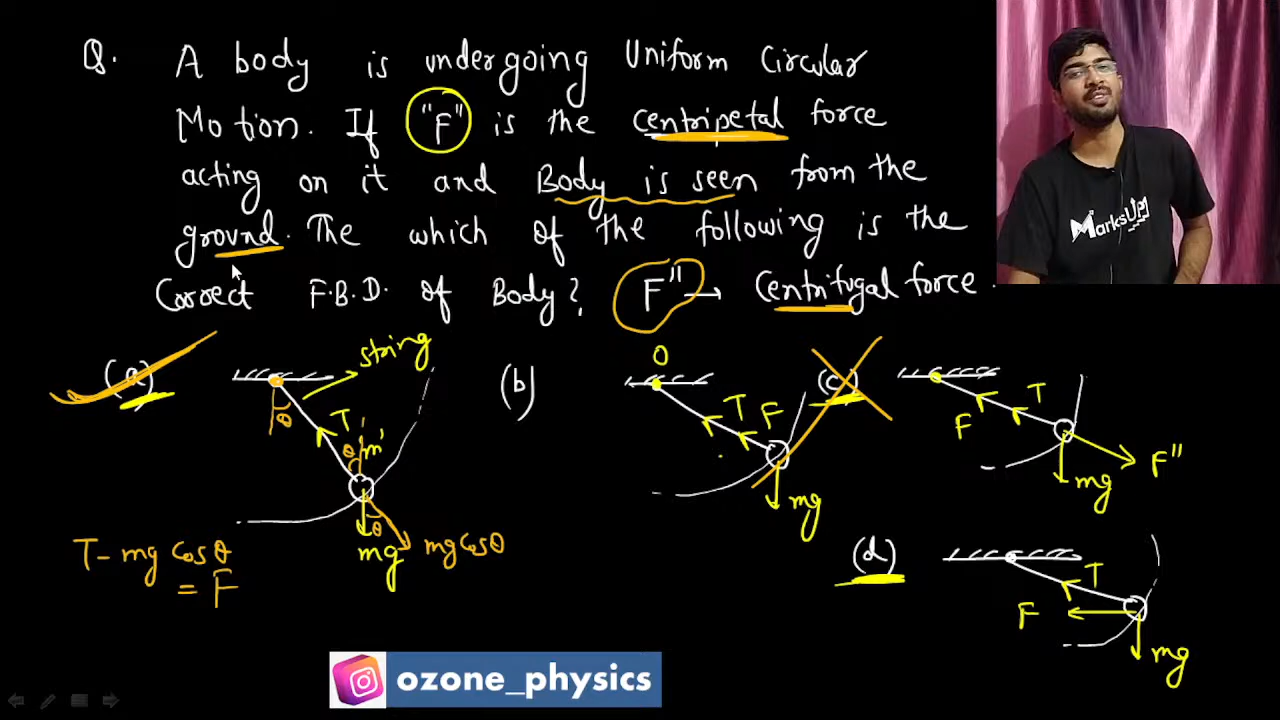 Q. A body is undergoing Uniform Circular
Motion. If "F" is the centripetal force
acting on it and Body is seen from the
ground. The which of the following is the
Correct F.B.D. of Body? F" → Centrifugal force.
MarksUp
(a)
string
θ
T
θ
m'
θ
mg
mg cosθ
T - mg cosθ
= F
(b)
O
T F
mg
(c)
T
F
F"
mg
(d)
T
F
mg
ozone_physics